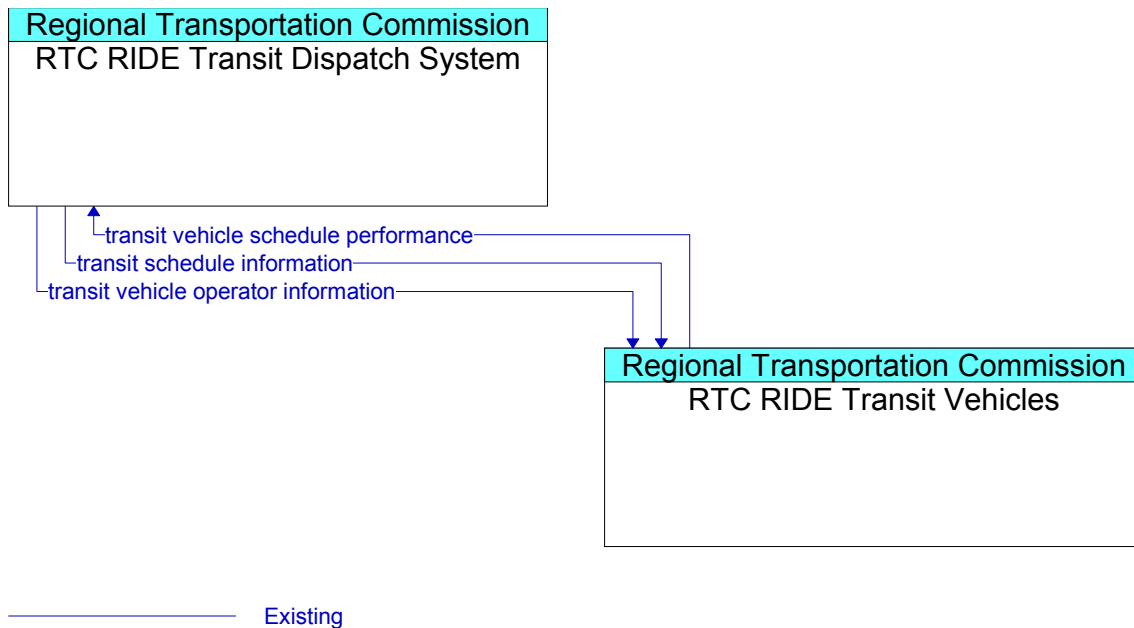 Regional Transportation Commission
RTC RIDE Transit Dispatch System
transit vehicle schedule performance
transit schedule information
transit vehicle operator information
Regional Transportation Commission
RTC RIDE Transit Vehicles
Existing